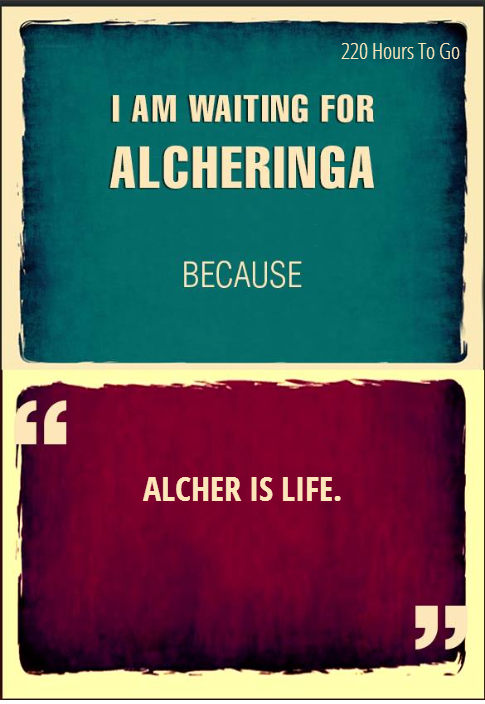 220 Hours To Go
I AM WAITING FOR
ALCHERINGA
BECAUSE
“
ALCHER IS LIFE.
”